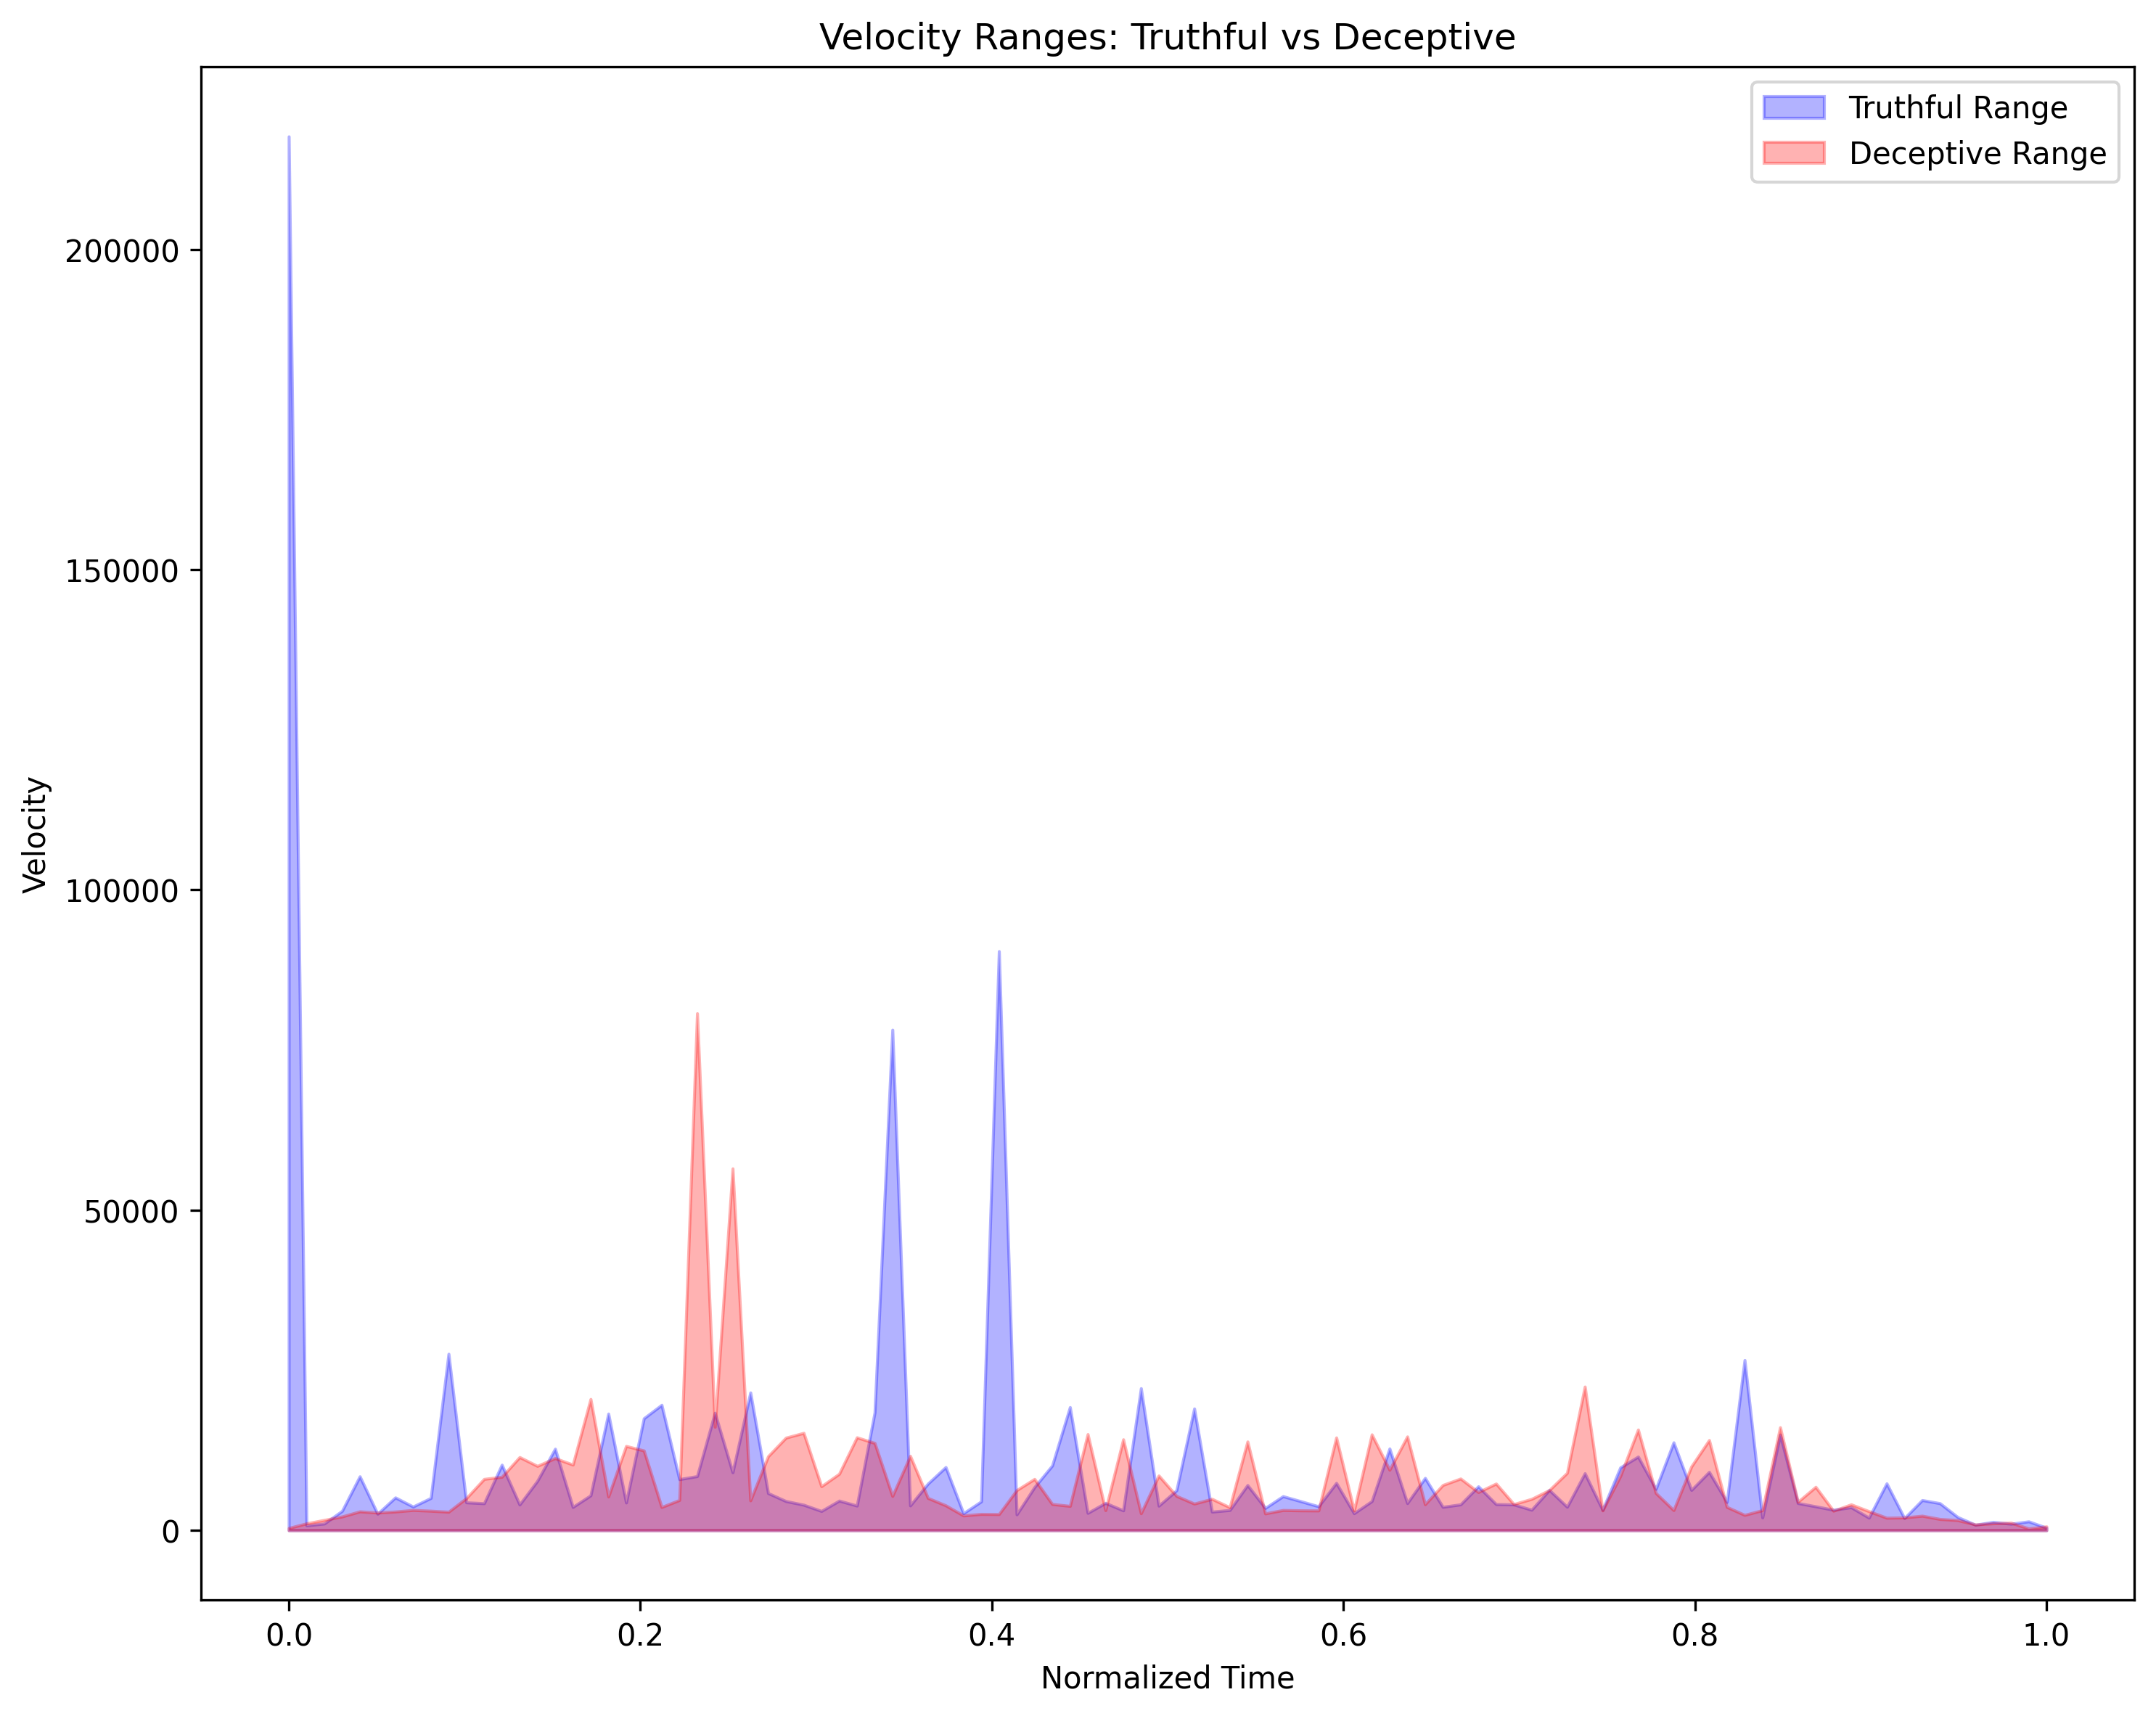 Velocity Ranges: Truthful vs Deceptive
Truthful Range
Deceptive Range
Velocity
200000
150000
100000
50000
0
0.0
0.2
0.4
0.6
0.8
1.0
Normalized Time